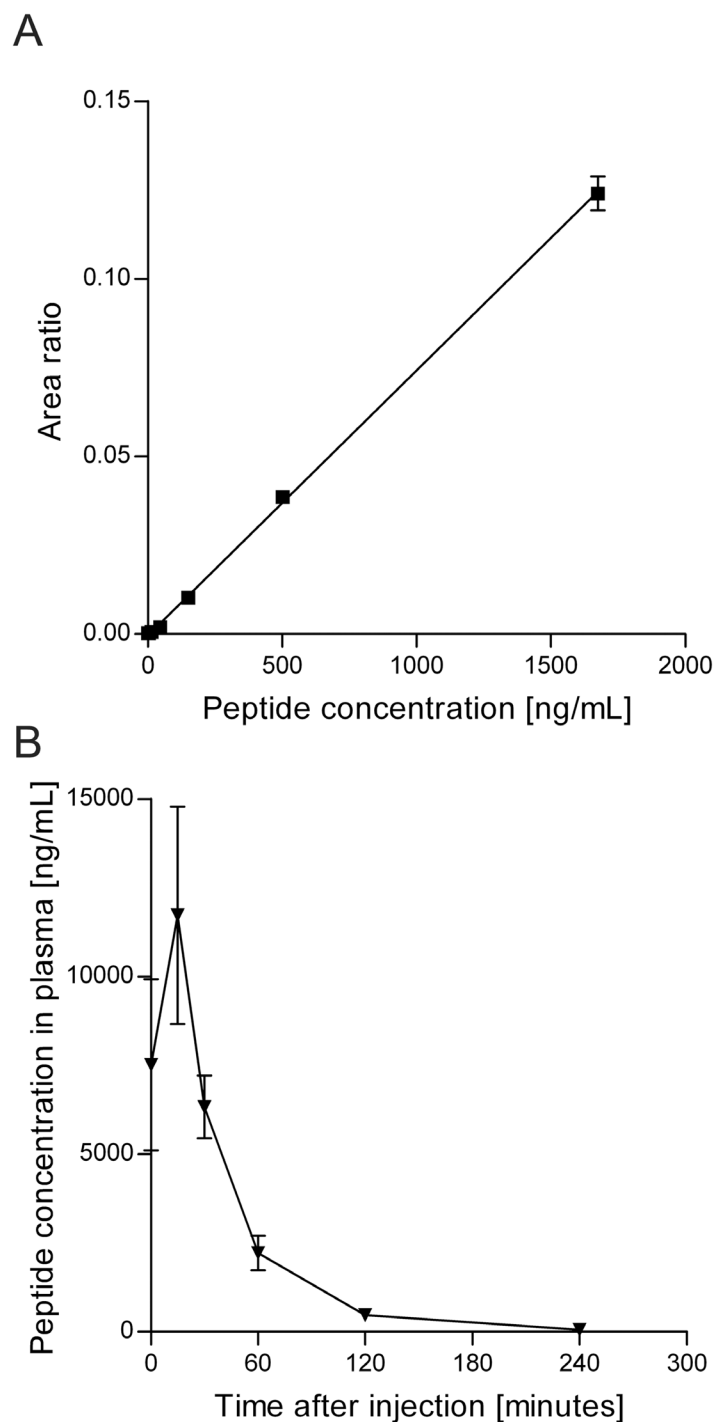 A
0.15
0.10
0.05
0.00
Area ratio
0 500 1000 1500 2000
Peptide concentration [ng/mL]
B
15000
10000
5000
0
Peptide concentration in plasma [ng/mL]
0 60 120 180 240 300
Time after injection [minutes]